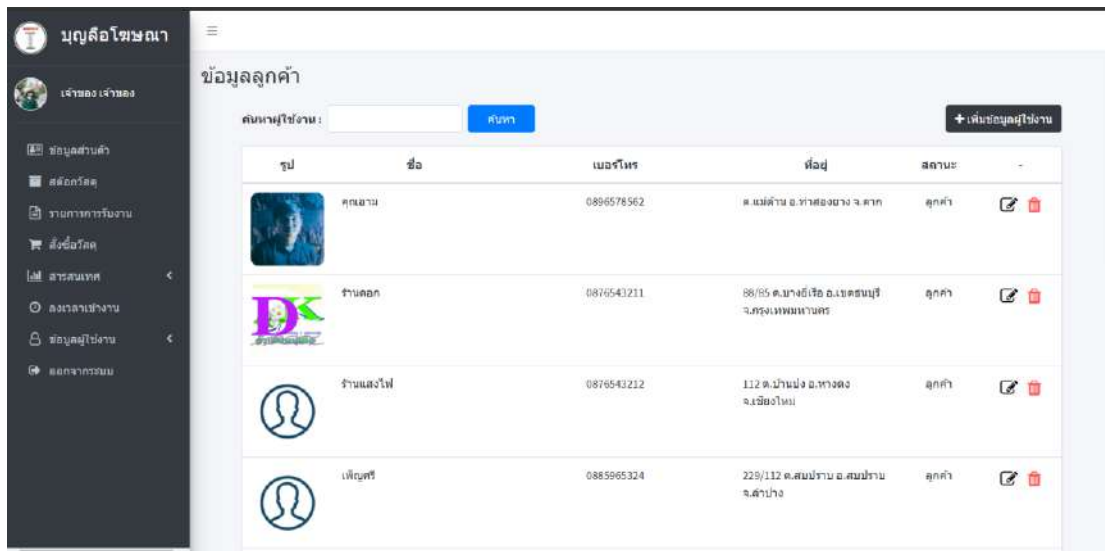 บุญลือโฆษณา
เจ้าของ เจ้าของ
ข้อมูลส่วนตัว
สต๊อกวัสดุ
รายการการรับงาน
สั่งซื้อวัสดุ
สารสนเทศ
ลงเวลาเข้างาน
ข้อมูลผู้ใช้งาน
ออกจากระบบ
ข้อมูลลูกค้า
ค้นหาผู้ใช้งาน :
ค้นหา
+ เพิ่มข้อมูลผู้ใช้งาน
รูป ชื่อ เบอร์โทร ที่อยู่ สถานะ -
คุณอาม 0896578562 ต.แม่ต้าน อ.ท่าสองยาง จ.ตาก ลูกค้า
DK
ร้านดอก 0876543211 88/85 ต.บางยี่เรือ อ.เขตธนบุรี ลูกค้า
จ.กรุงเทพมหานคร
ร้านแสงไฟ 0876543212 112 ต.บ้านปง อ.หางดง ลูกค้า
จ.เชียงใหม่
เพ็ญศรี 0885965324 229/112 ต.สบปราบ อ.สบปราบ ลูกค้า
จ.ลำปาง